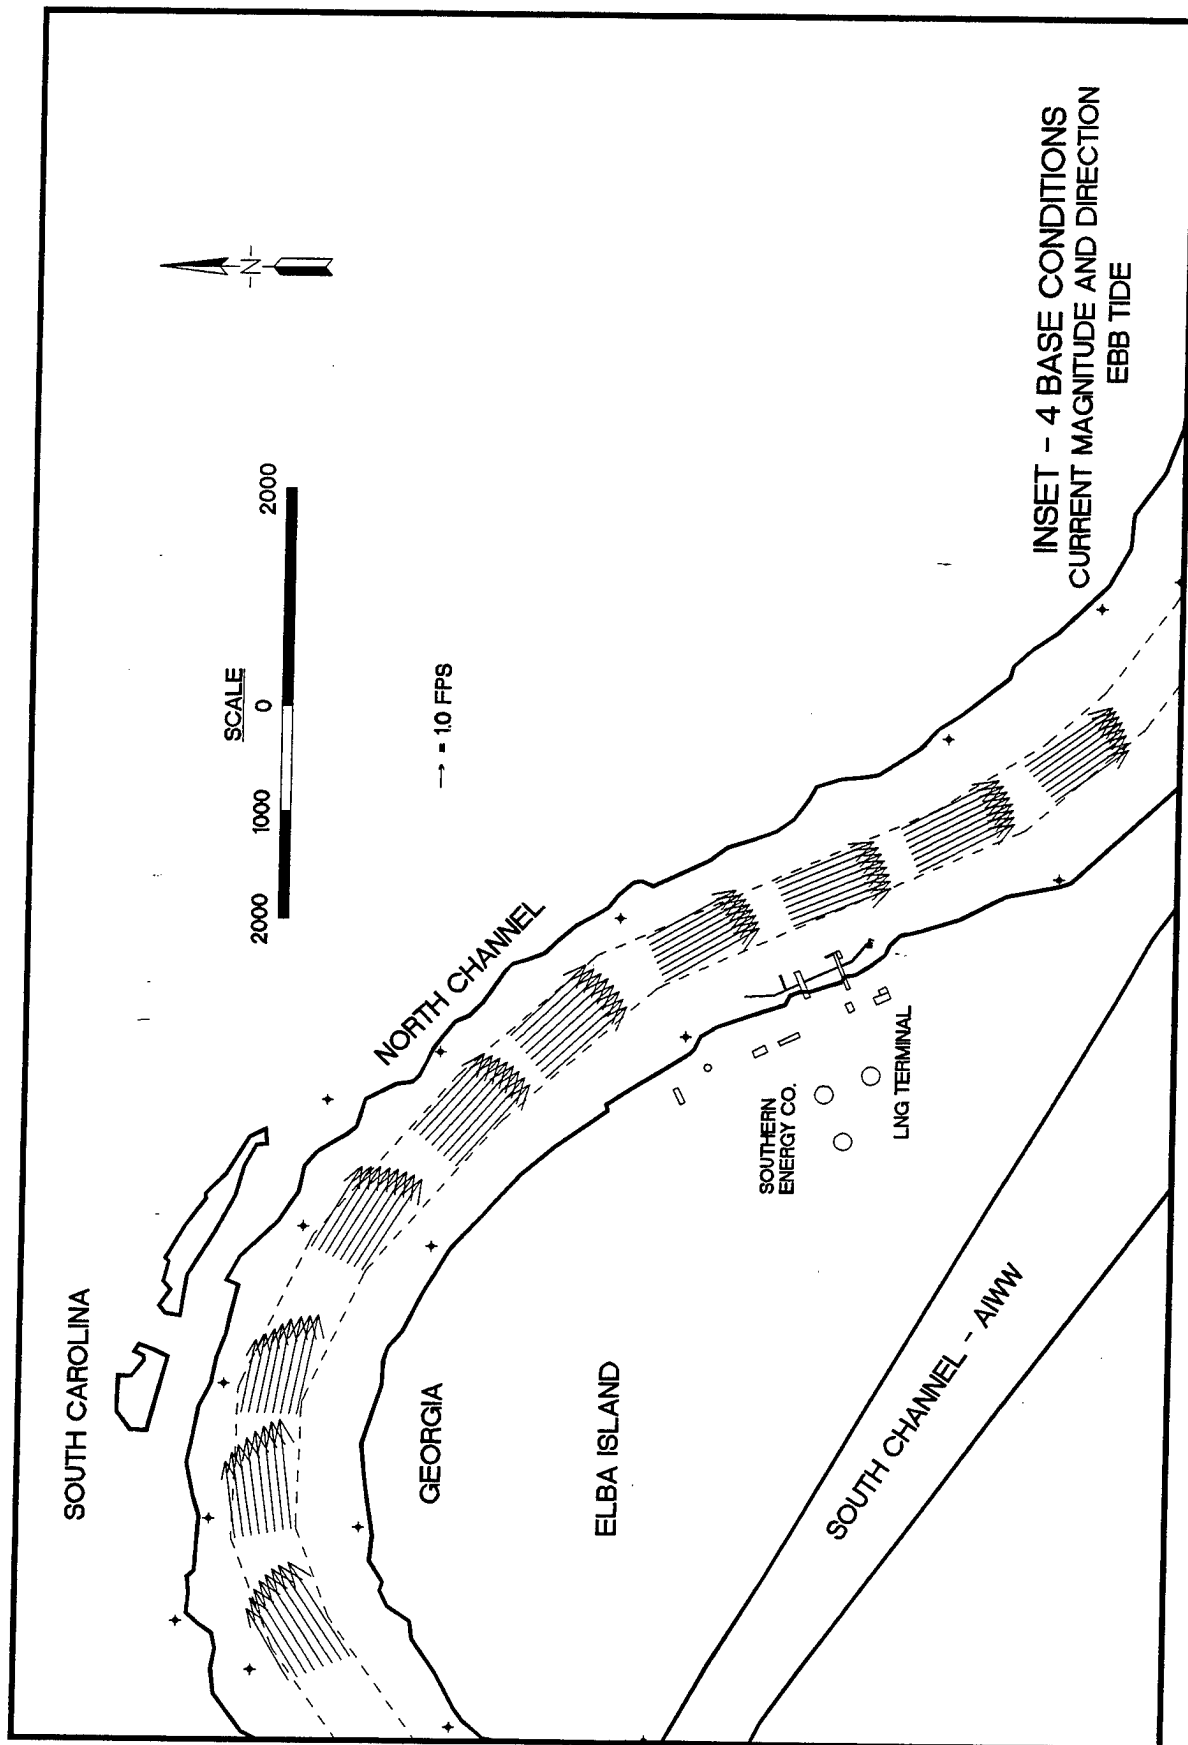 SOUTH CAROLINA
SCALE
2000 1000 0 2000
N
→ = 1.0 FPS
NORTH CHANNEL
GEORGIA
ELBA ISLAND
SOUTHERN
ENERGY CO.
LNG TERMINAL
SOUTH CHANNEL - AIWW
INSET - 4 BASE CONDITIONS
CURRENT MAGNITUDE AND DIRECTION
EBB TIDE